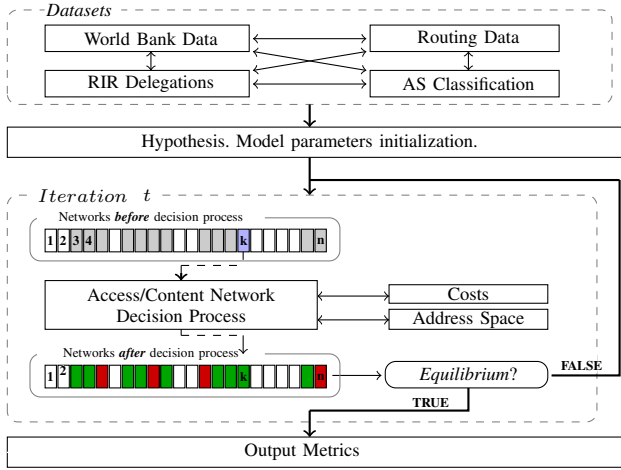 Datasets
World Bank Data
Routing Data
RIR Delegations
AS Classification
Hypothesis. Model parameters initialization.
Iteration t
Networks before decision process
1 2 3 4 k n
Access/Content Network
Decision Process
Costs
Address Space
Networks after decision process
1 2 k n
Equilibrium?
FALSE
TRUE
Output Metrics